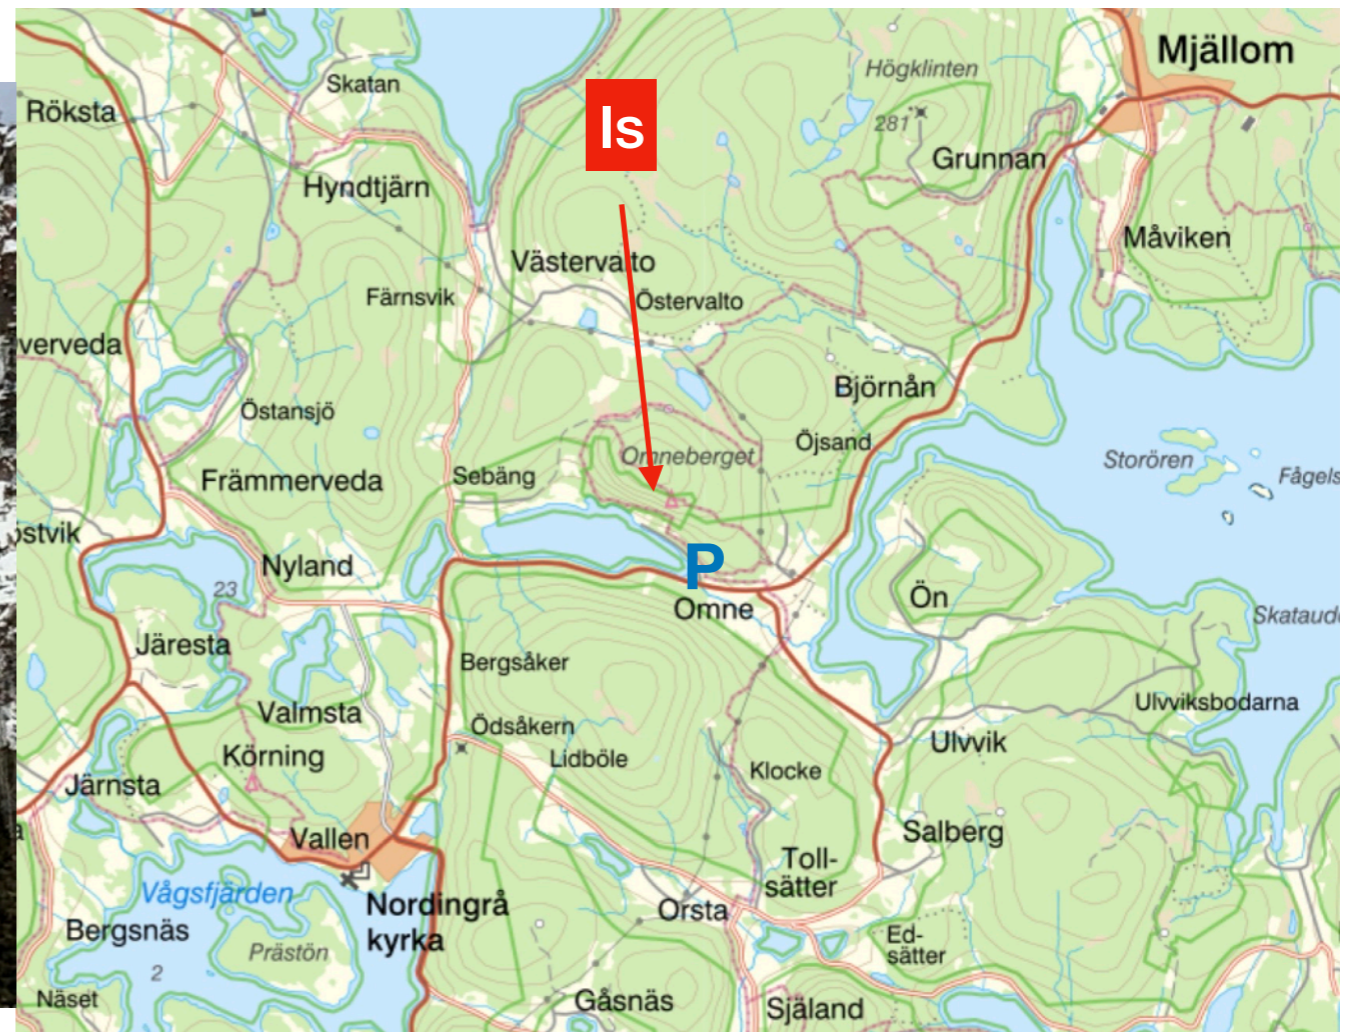 Mjällom
Skatan
Högklinten
Röksta
Is
281
Grunnan
Hyndtjärn
Måviken
Västervalto
Färnsvik
Östervalto
verveda
Björnån
Östansjö
Öjsand
Omneberget
Storören
Sebäng
Fågels
Främmerveda
stvik
P
Nyland
23
Ön
Omne
Skataud
Järesta
Bergsåker
Ulvviksbodarna
Valmsta
Ödsåkern
Ulvvik
Körning
Lidböle
Klocke
Järnsta
Salberg
Vallen
Toll-
sätter
Vågsfjärden
Nordingrå
kyrka
Orsta
Bergsnäs
Ed-
sätter
Prästön
2
Näset
Gåsnäs
Själand